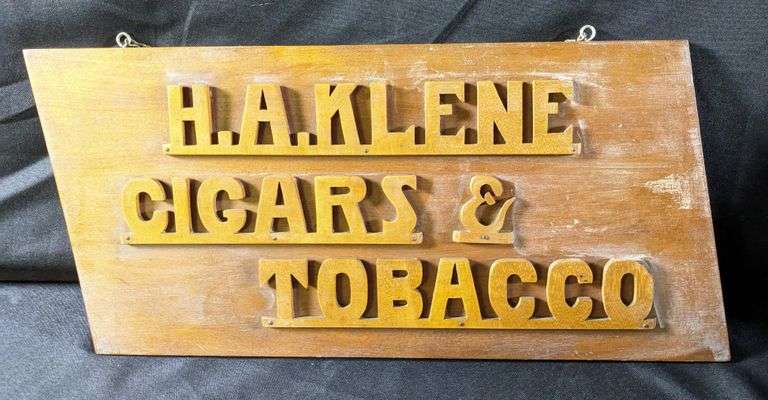 H.A.KLENE
CIGARS &
TOBACCO